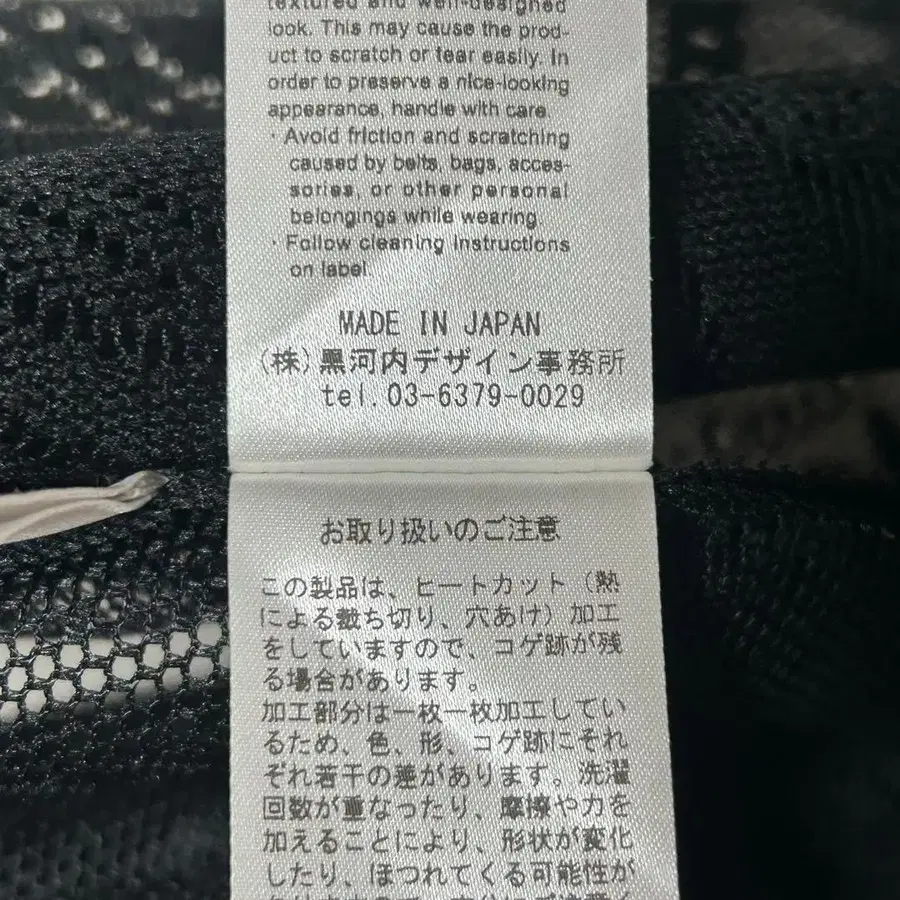 textured and well-designed
look. This may cause the prod-
uct to scratch or tear easily. In
order to preserve a nice-looking
appearance, handle with care.
・Avoid friction and scratching
caused by belts, bags, acces-
sories, or other personal
belongings while wearing.
・Follow cleaning instructions
on label.
MADE IN JAPAN
(株)黒河内デザイン事務所
tel.03-6379-0029
お取り扱いのご注意
この製品は、ヒートカット(熱
による裁ち切り、穴あけ)加工
をしていますので、コゲ跡が残
る場合があります。
加工部分は一枚一枚加工してい
るため、色、形、コゲ跡にそれ
ぞれ若干の差があります。洗濯
回数が重なったり、摩擦や力を
加えることにより、形状が変化
したり、ほつれてくる可能性が